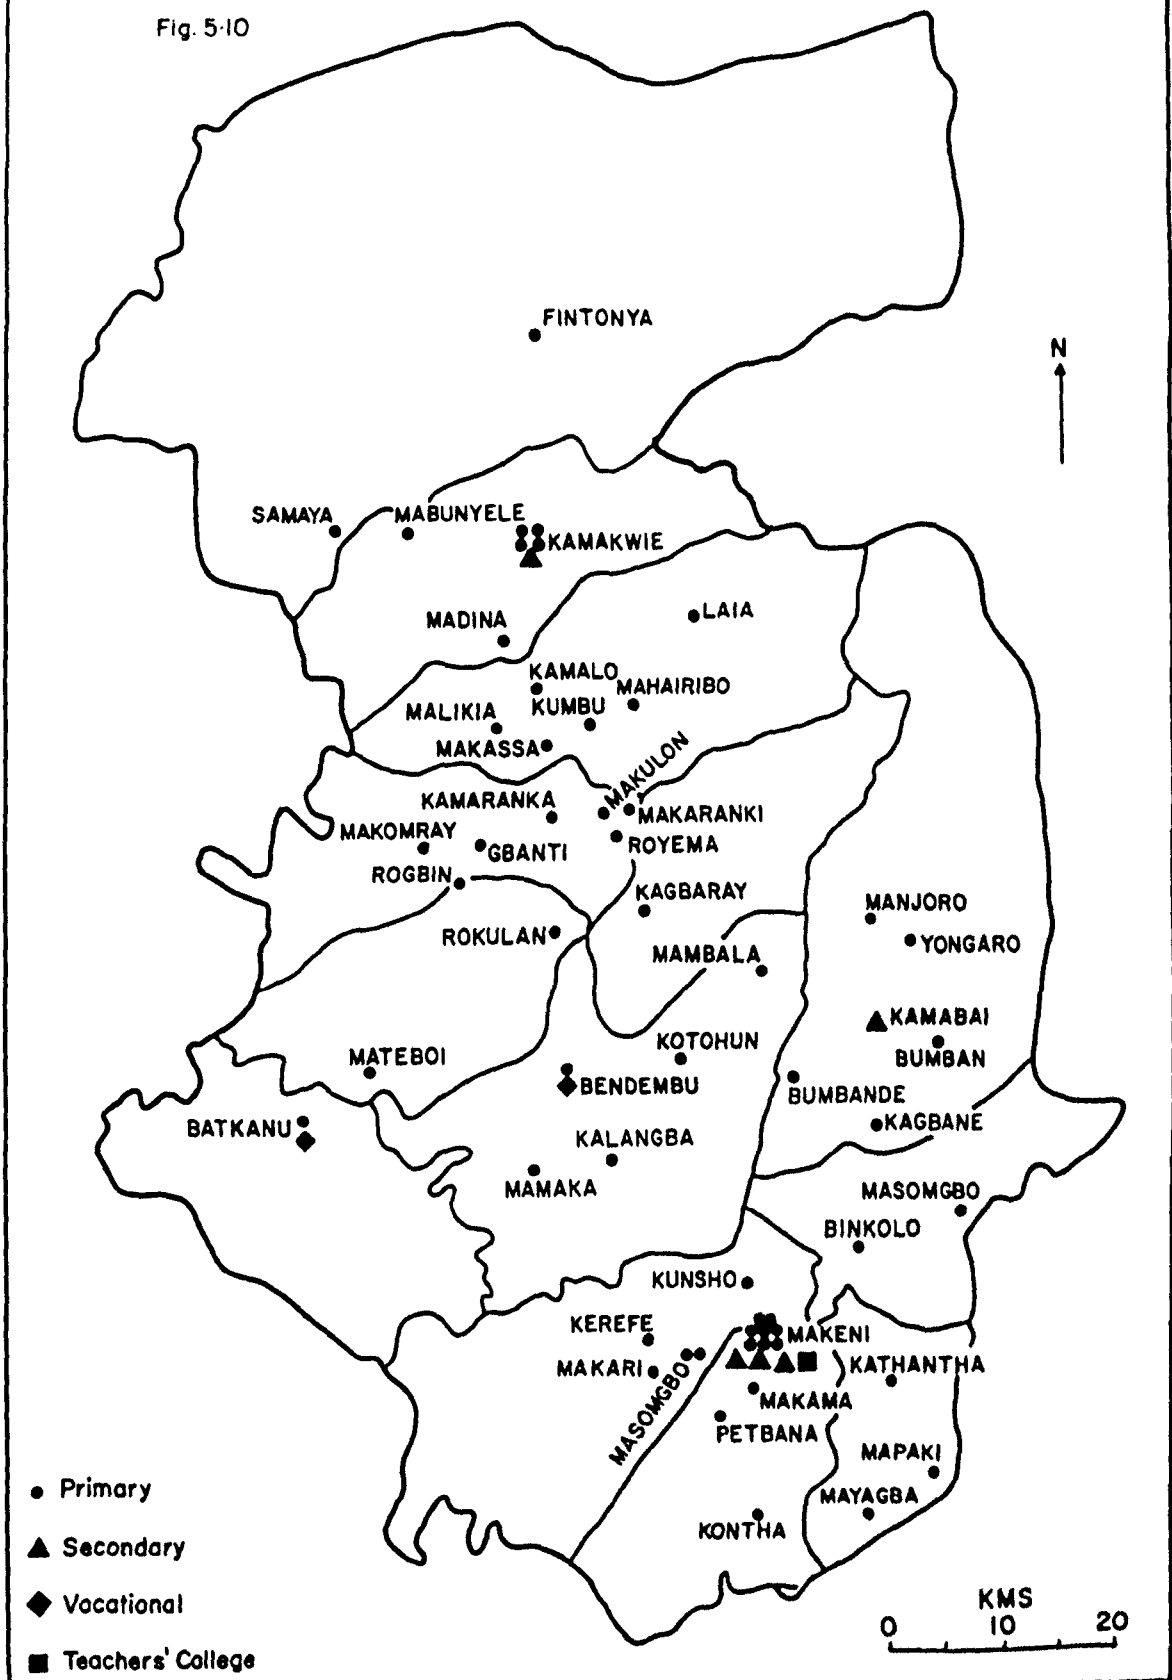 Fig. 5·10
FINTONYA
N
SAMAYA
MABUNYELE
KAMAKWIE
MADINA
LAIA
KAMALO
MAHAIRIBO
MALIKIA
KUMBU
MAKASSA
MAKULON
KAMARANKA
MAKARANKI
MAKOMRAY
GBANTI
ROYEMA
ROGBIN
KAGBARAY
MANJORO
ROKULAN
YONGARO
MAMBALA
KAMABAI
KOTOHUN
BUMBAN
MATEBOI
BENDEMBU
BUMBANDE
BATKANU
KAGBANE
KALANGBA
MAMAKA
MASOMGBO
BINKOLO
KUNSHO
KEREFE
MAKENI
MAKARI
KATHANTHA
MASOMGBO
MAKAMA
PETBANA
MAPAKI
MAYAGBA
KONTHA
Primary
Secondary
Vocational
Teachers' College
KMS
0 10 20